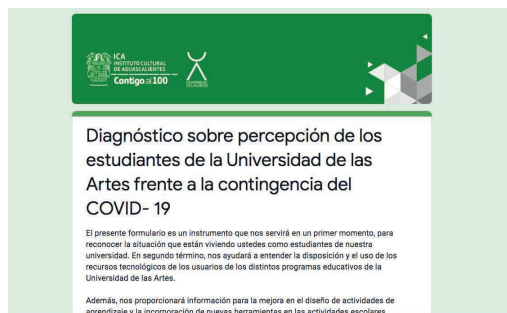 ICA
INSTITUTO CULTURAL
DE AGUASCALIENTES
Contigo al 100
Diagnóstico sobre percepción de los
estudiantes de la Universidad de las
Artes frente a la contingencia del
COVID- 19
El presente formulario es un instrumento que nos servirá en un primer momento, para
reconocer la situación que están viviendo ustedes como estudiantes de nuestra
universidad. En segundo término, nos ayudará a entender la disposición y el uso de los
recursos tecnológicos de los usuarios de los distintos programas educativos de la
Universidad de las Artes.
Además, nos proporcionará información para la mejora en el diseño de actividades de
aprendizaje y la incorporación de nuevas herramientas en las actividades escolares